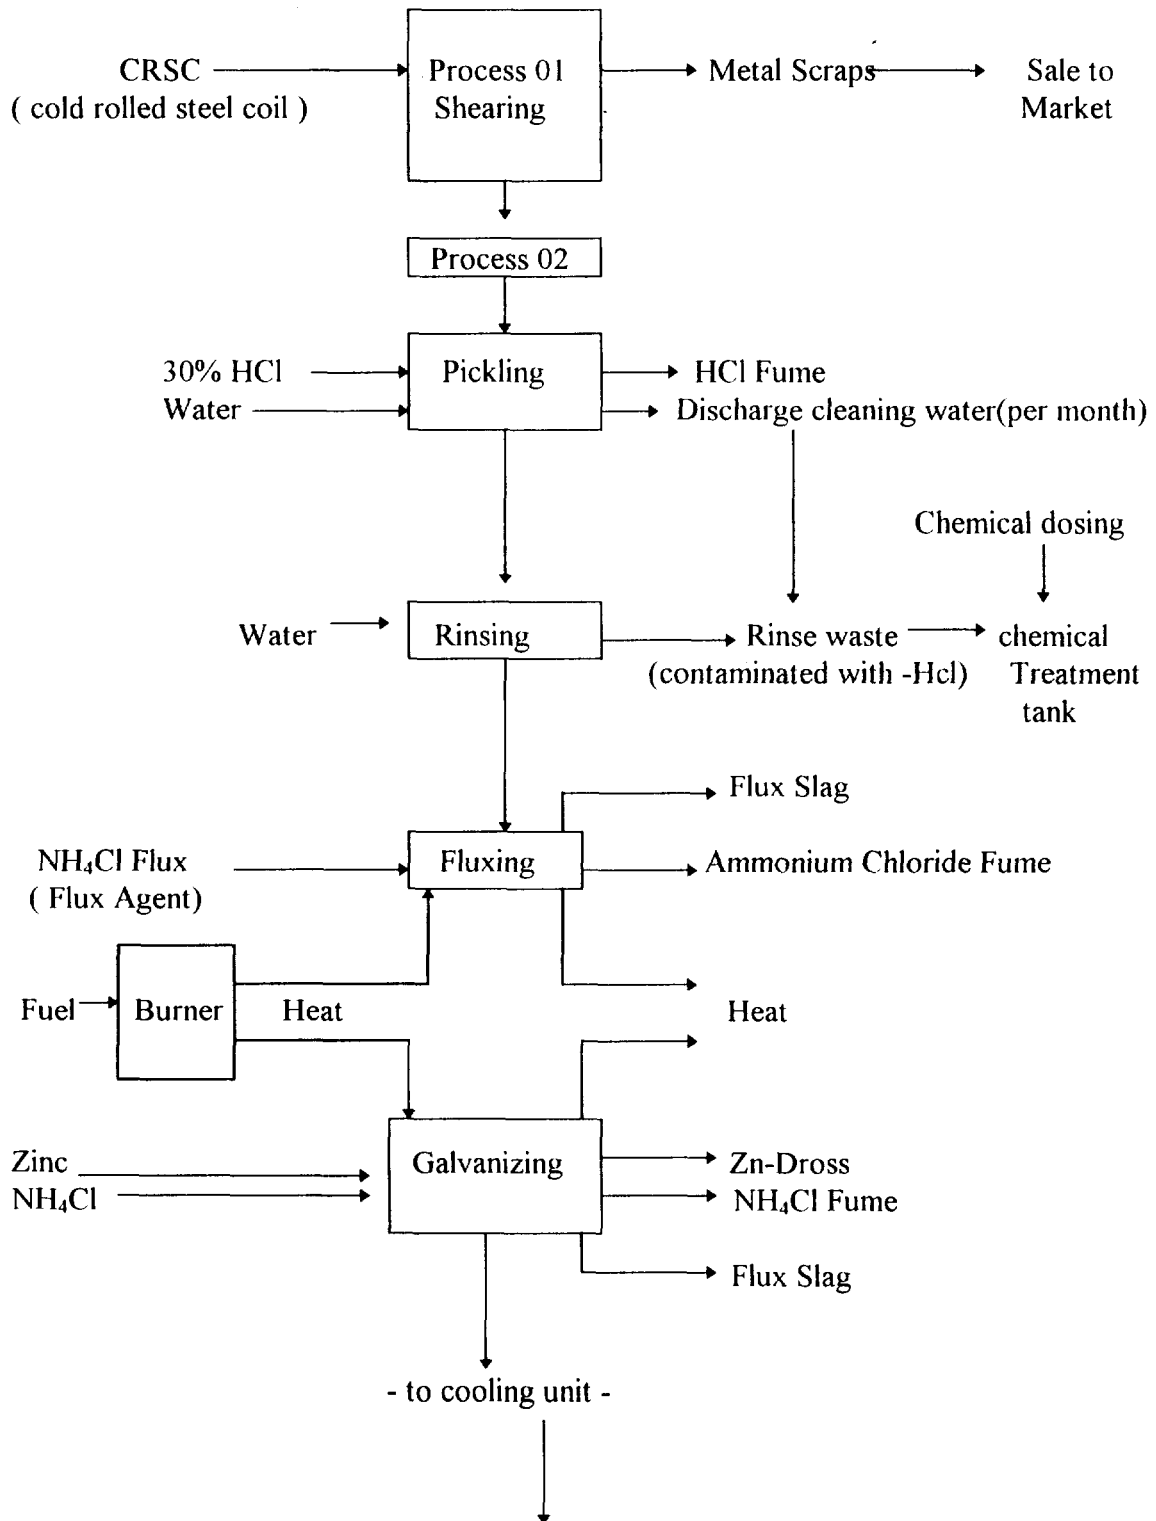 CRSC
( cold rolled steel coil )
Process 01
Shearing
Metal Scraps
Sale to
Market
Process 02
30% HCl
Water
Pickling
HCl Fume
Discharge cleaning water(per month)
Chemical dosing
Water
Rinsing
Rinse waste
(contaminated with -Hcl)
chemical
Treatment
tank
Flux Slag
NH₄Cl Flux
( Flux Agent)
Fluxing
Ammonium Chloride Fume
Fuel
Burner
Heat
Heat
Zinc
NH₄Cl
Galvanizing
Zn-Dross
NH₄Cl Fume
Flux Slag
- to cooling unit -